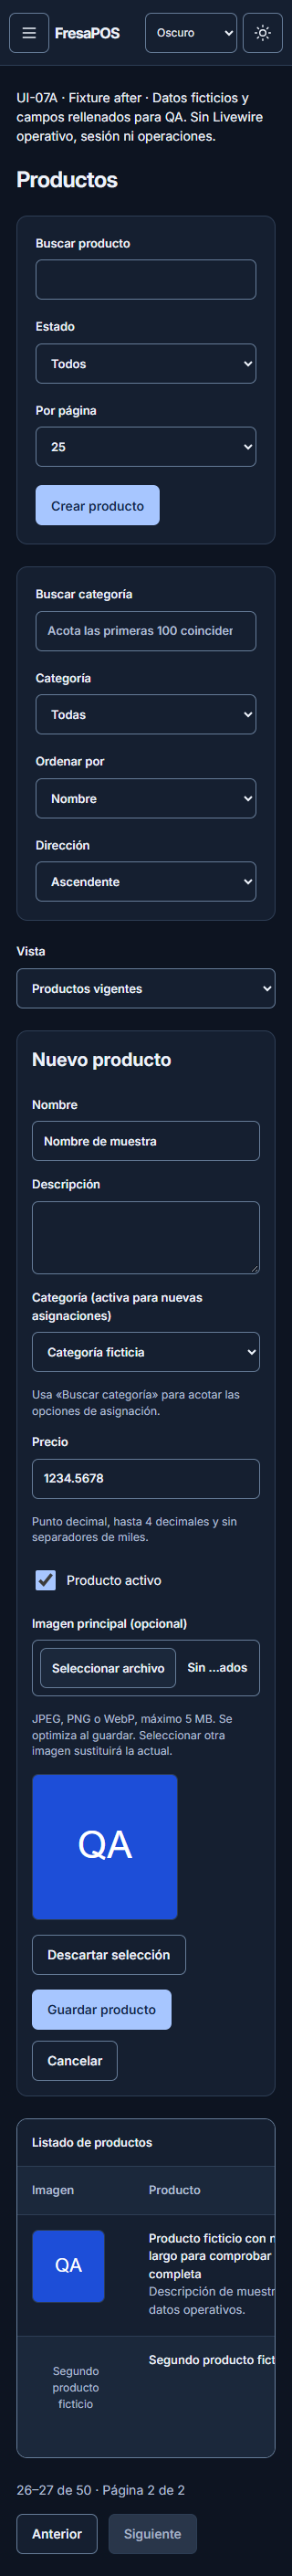 FresaPOS
Oscuro
UI-07A · Fixture after · Datos ficticios y
campos rellenados para QA. Sin Livewire
operativo, sesión ni operaciones.
Productos
Buscar producto
Estado
Todos
Por página
25
Crear producto
Buscar categoría
Acota las primeras 100 coincider
Categoría
Todas
Ordenar por
Nombre
Dirección
Ascendente
Vista
Productos vigentes
Nuevo producto
Nombre
Nombre de muestra
Descripción
Categoría (activa para nuevas
asignaciones)
Categoría ficticia
Usa «Buscar categoría» para acotar las
opciones de asignación.
Precio
1234.5678
Punto decimal, hasta 4 decimales y sin
separadores de miles.
Producto activo
Imagen principal (opcional)
Seleccionar archivo Sin ...ados
JPEG, PNG o WebP, máximo 5 MB. Se
optimiza al guardar. Seleccionar otra
imagen sustituirá la actual.
QA
Descartar selección
Guardar producto
Cancelar
Listado de productos
Imagen Producto
QA
Producto ficticio con n
largo para comprobar
completa
Descripción de muestr
datos operativos.
Segundo
producto
ficticio
Segundo producto fict
26–27 de 50 · Página 2 de 2
Anterior Siguiente